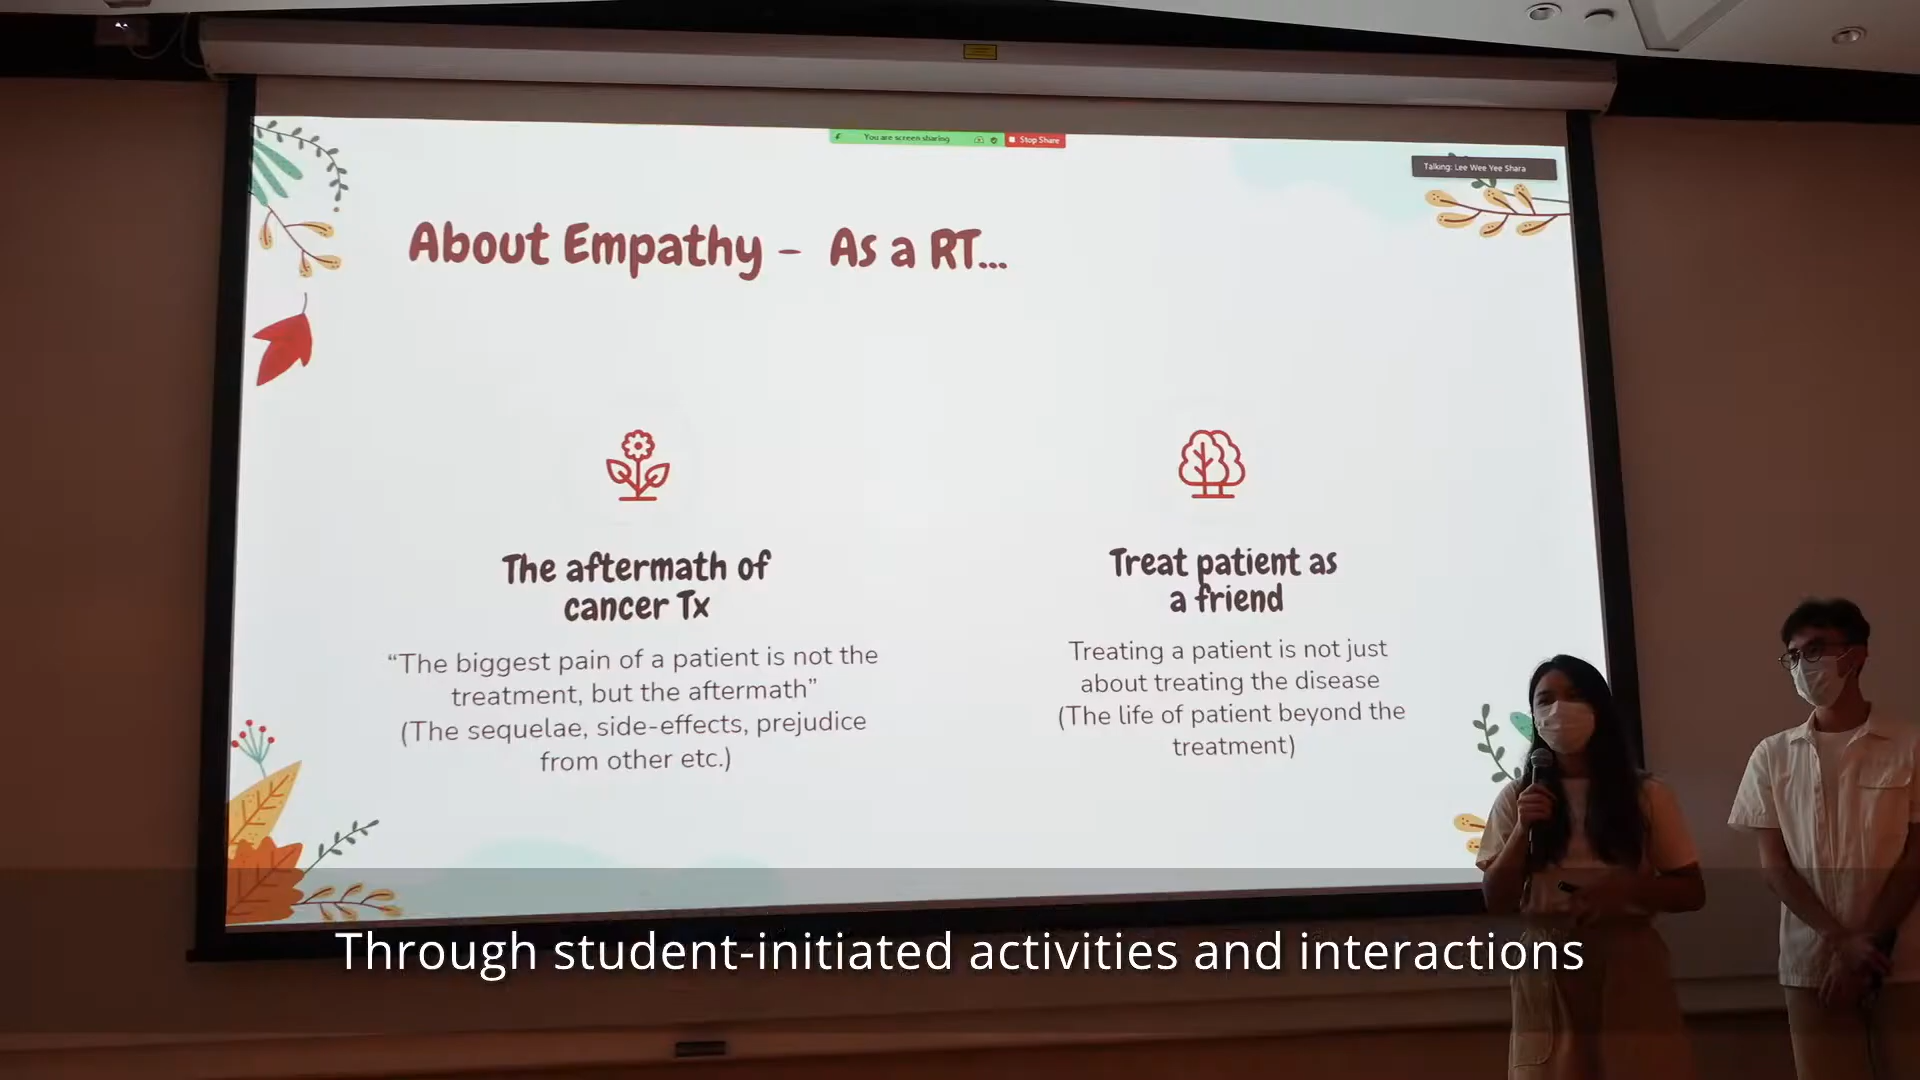 You are screen sharing
Stop Share
Talking: Lee Wee Yee Shara
About Empathy - As a RT...
The aftermath of
cancer Tx
“The biggest pain of a patient is not the
treatment, but the aftermath”
(The sequelae, side-effects, prejudice
from other etc.)
Treat patient as
a friend
Treating a patient is not just
about treating the disease
(The life of patient beyond the
treatment)
Through student-initiated activities and interactions